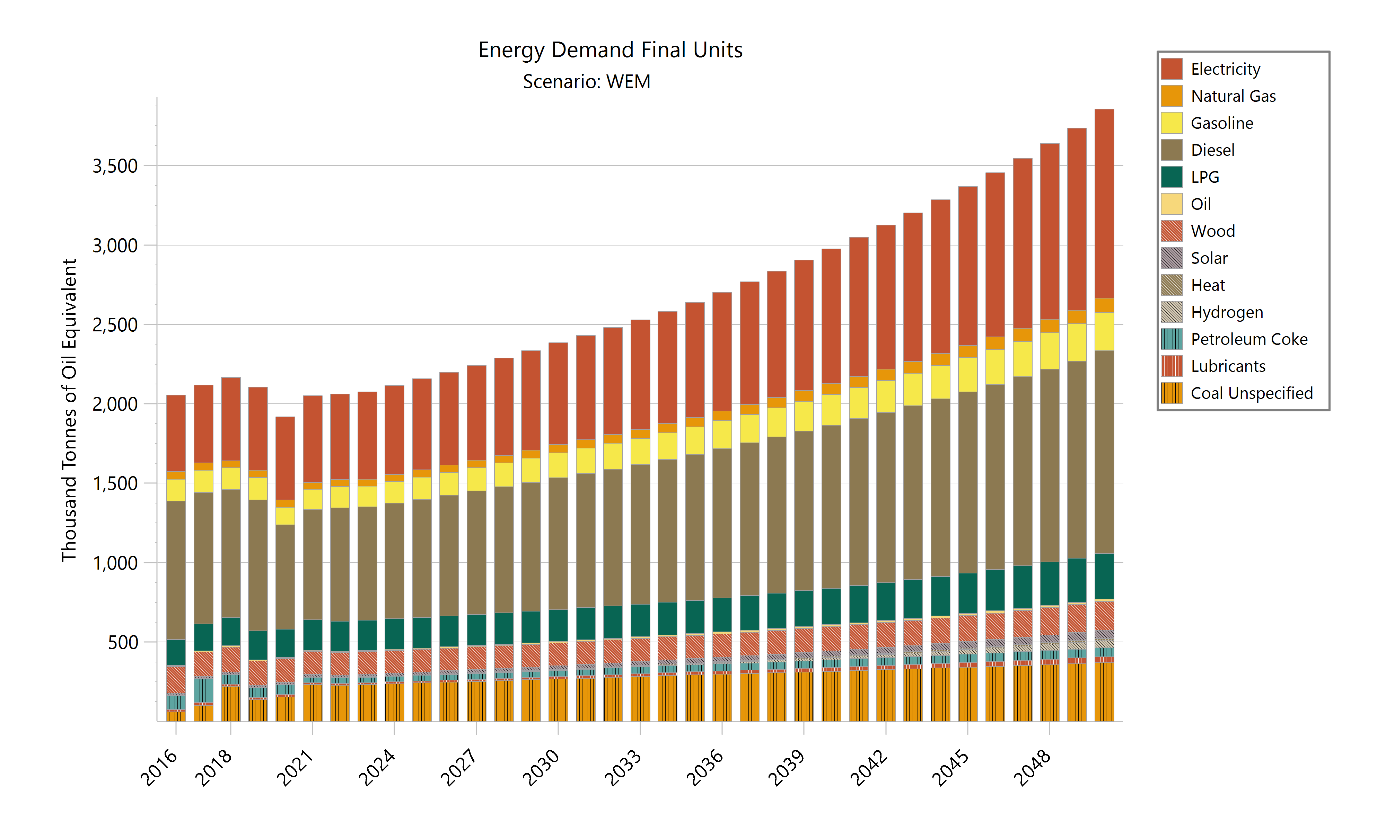 Energy Demand Final Units
Scenario: WEM
Thousand Tonnes of Oil Equivalent
3,500
3,000
2,500
2,000
1,500
1,000
500
2016
2018
2021
2024
2027
2030
2033
2036
2039
2042
2045
2048
Electricity
Natural Gas
Gasoline
Diesel
LPG
Oil
Wood
Solar
Heat
Hydrogen
Petroleum Coke
Lubricants
Coal Unspecified